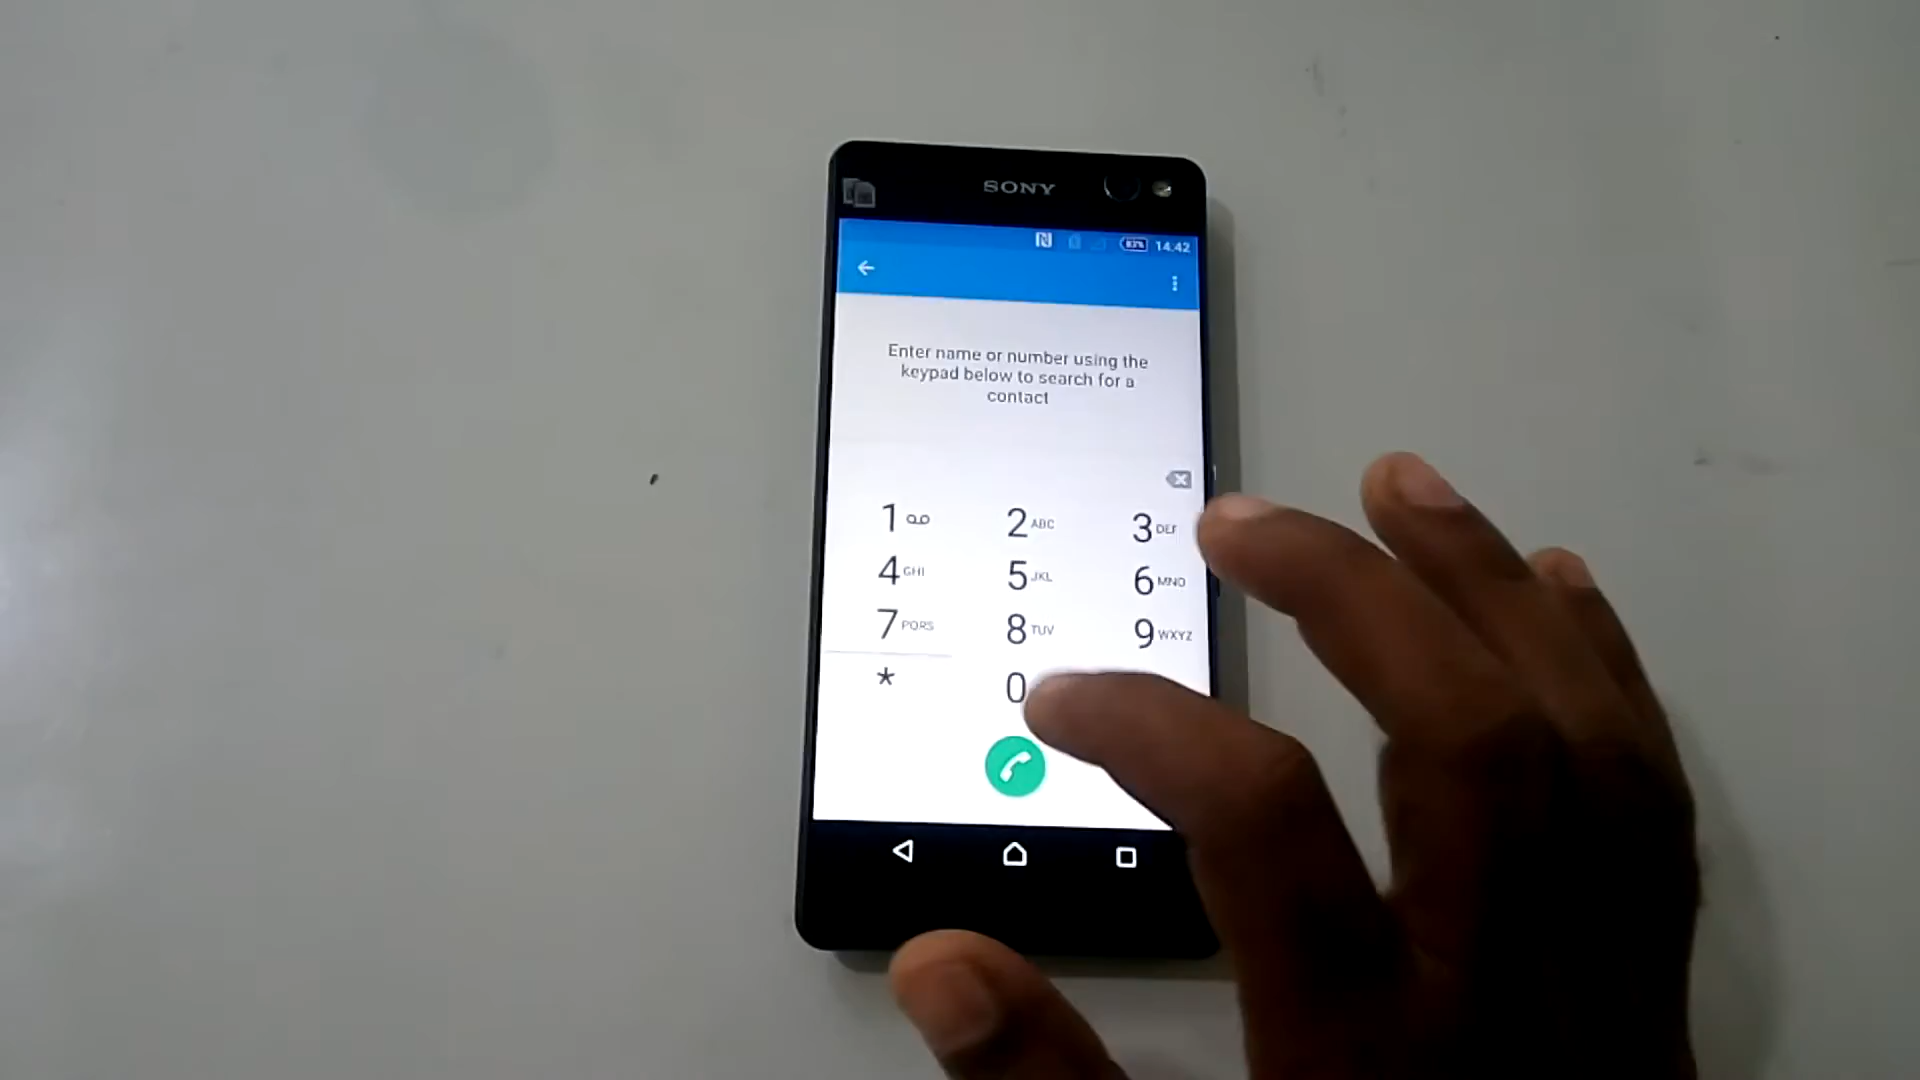 SONY
83% 14.42
Enter name or number using the
keypad below to search for a
contact
1 2 ABC 3 DEF
4 GHI 5 JKL 6 MNO
7 PQRS 8 TUV 9 WXYZ
* 0